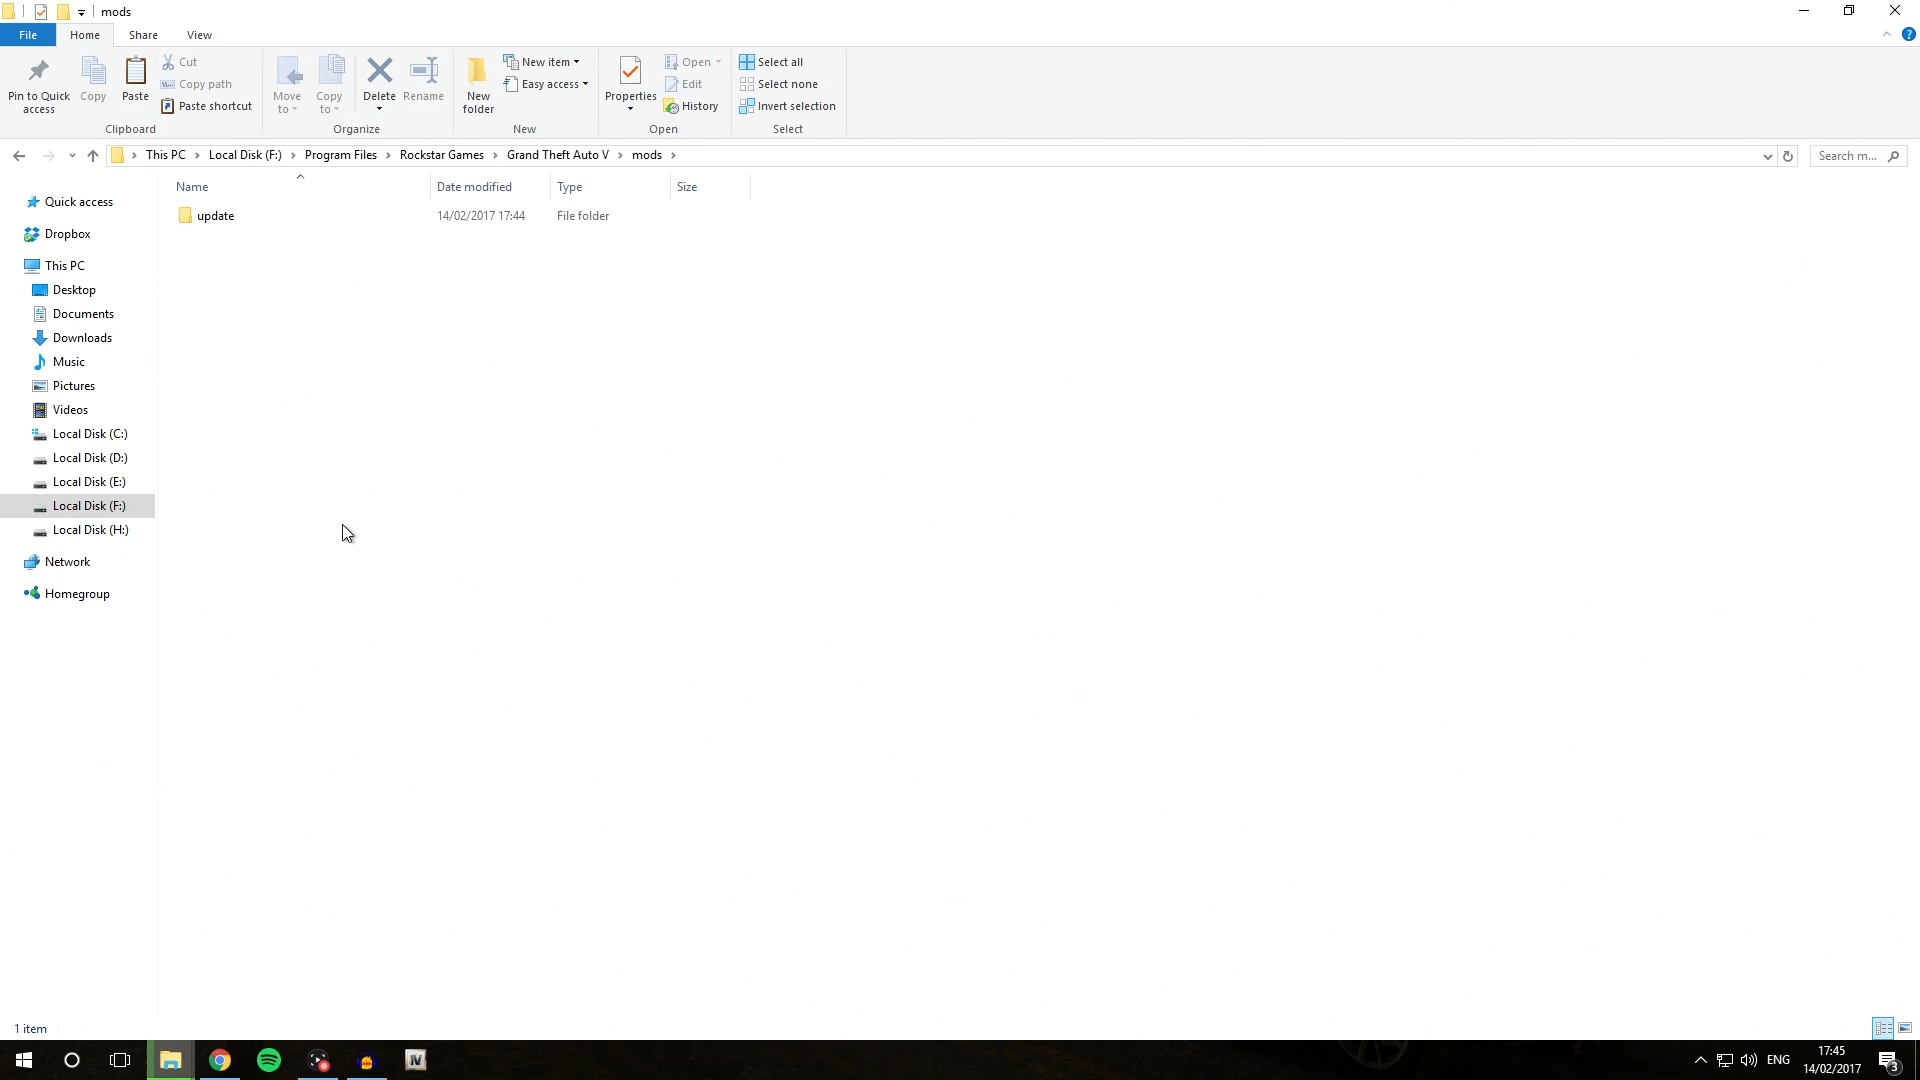 mods
File Home Share View
Pin to Quick access
Copy
Paste
Cut
Copy path
Paste shortcut
Clipboard
Move to
Copy to
Delete
Rename
Organize
New folder
New item
Easy access
New
Properties
Open
Edit
History
Open
Select all
Select none
Invert selection
Select
This PC > Local Disk (F:) > Program Files > Rockstar Games > Grand Theft Auto V > mods >
Search m...
Name Date modified Type Size
update 14/02/2017 17:44 File folder
Quick access
Dropbox
This PC
Desktop
Documents
Downloads
Music
Pictures
Videos
Local Disk (C:)
Local Disk (D:)
Local Disk (E:)
Local Disk (F:)
Local Disk (H:)
Network
Homegroup
1 item
IV
ENG
17:45
14/02/2017
3